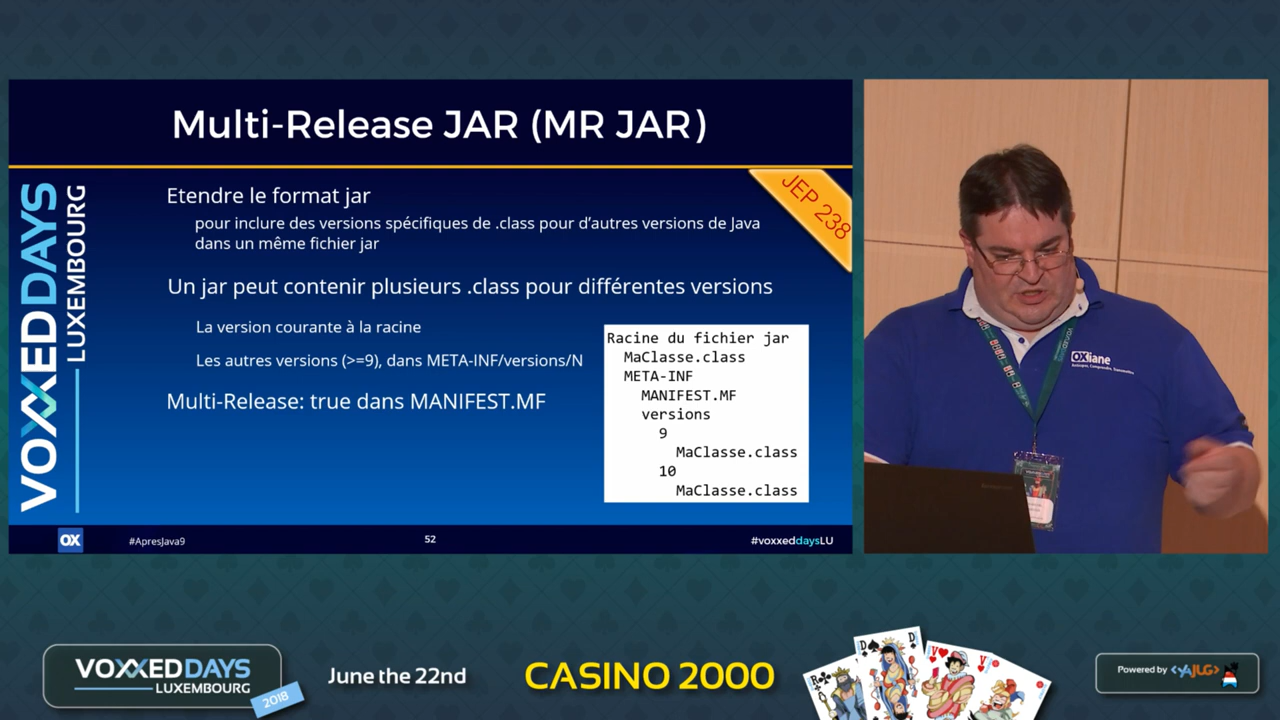 Multi-Release JAR (MR JAR)
JEP 238
VOXXEDDAYS
LUXEMBOURG
Etendre le format jar
pour inclure des versions spécifiques de .class pour d'autres versions de Java
dans un même fichier jar
Un jar peut contenir plusieurs .class pour différentes versions
La version courante à la racine
Les autres versions (>=9), dans META-INF/versions/N
Multi-Release: true dans MANIFEST.MF
Racine du fichier jar
MaClasse.class
META-INF
MANIFEST.MF
versions
9
MaClasse.class
10
MaClasse.class
OX
#ApresJava9
52
#voxxeddaysLU
OXiane
VOXXEDDAYS
LUXEMBOURG
2018
June the 22nd
CASINO 2000
R
D
D
V
V
Powered by <YAJUG>